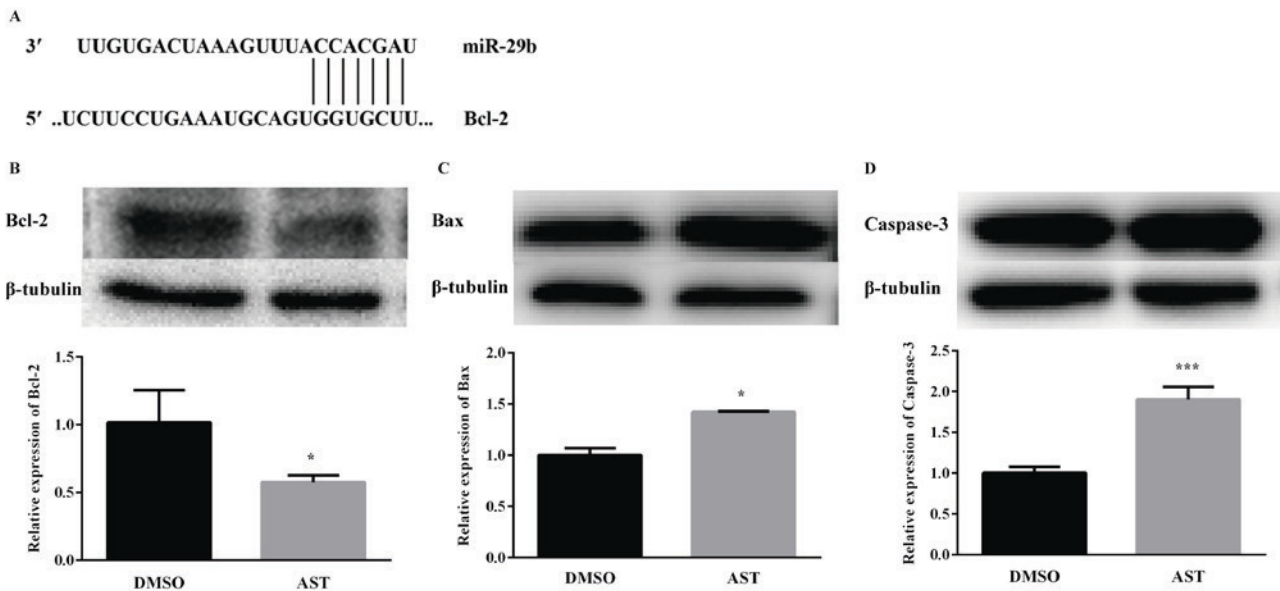 A
3′ UUGUGACUAAAGUUUACCACGAU miR-29b
5′ ..UCUUCCUGAAAUGCAGUGGUGCUU... Bcl-2
B
Bcl-2
β-tubulin
Relative expression of Bcl-2
1.5
1.0
0.5
0.0
*
DMSO AST
C
Bax
β-tubulin
Relative expression of Bax
2.0
1.5
1.0
0.5
0.0
*
DMSO AST
D
Caspase-3
β-tubulin
Relative expression of Caspase-3
2.5
2.0
1.5
1.0
0.5
0.0
***
DMSO AST